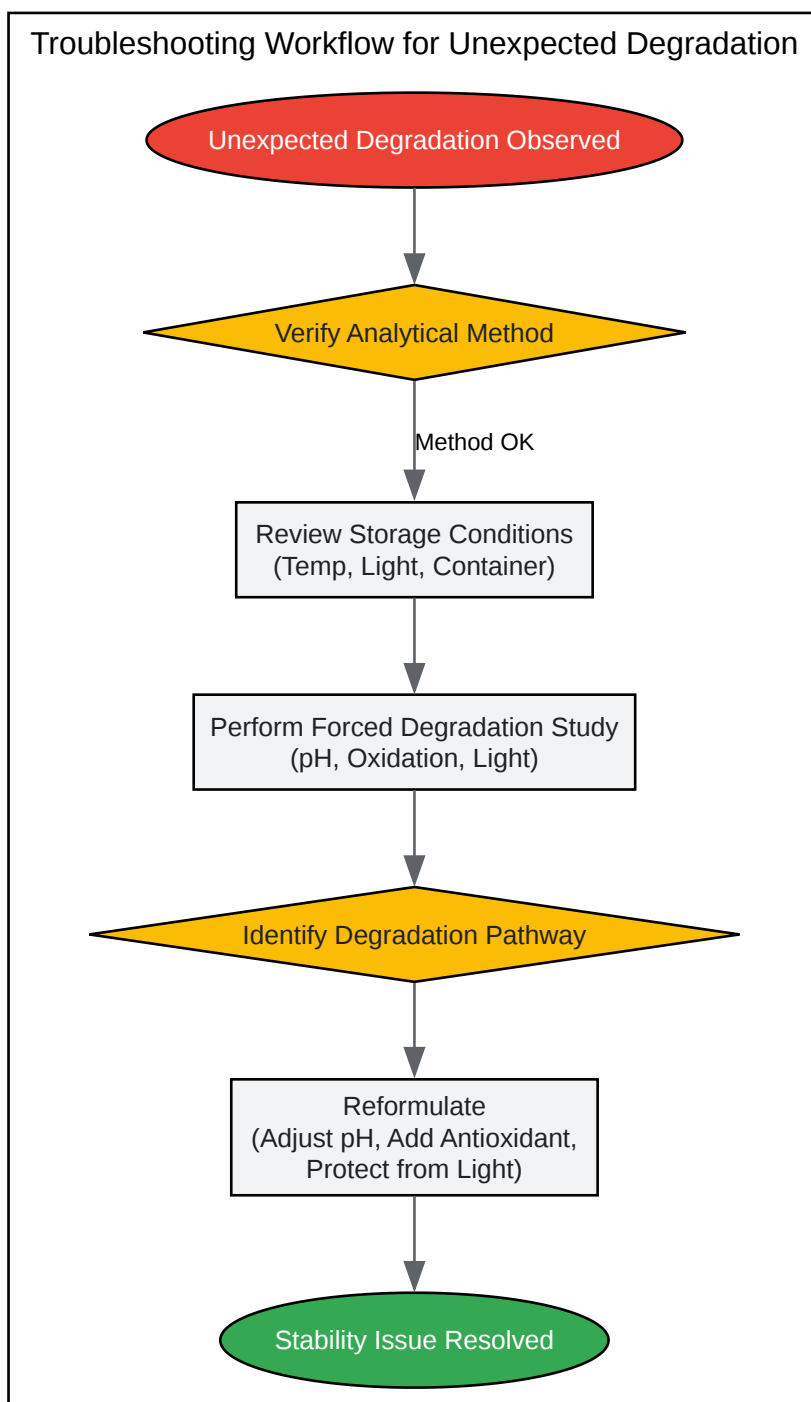 Troubleshooting Workflow for Unexpected Degradation
Unexpected Degradation Observed
Verify Analytical Method
Method OK
Review Storage Conditions
(Temp, Light, Container)
Perform Forced Degradation Study
(pH, Oxidation, Light)
Identify Degradation Pathway
Reformulate
(Adjust pH, Add Antioxidant,
Protect from Light)
Stability Issue Resolved